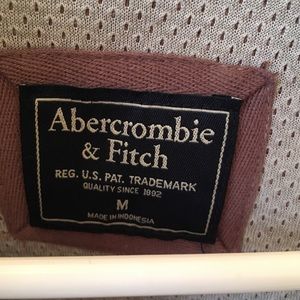 Abercrombie
& Fitch
REG. U.S. PAT. TRADEMARK
QUALITY SINCE 1892
M
MADE IN INDONESIA